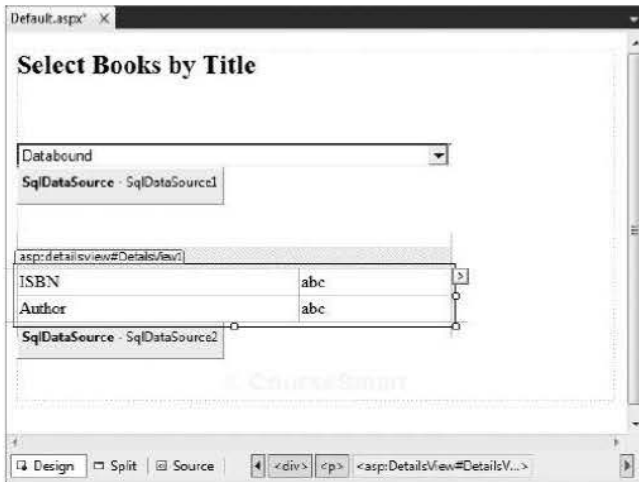 Default.aspx* X
Select Books by Title
Databound
SqlDataSource - SqlDataSource1
asp:detailsview#DetailsView1
ISBN abc
Author abc
SqlDataSource - SqlDataSource2
© CourseSmart
Design Split Source <div> <p> <asp:DetailsView#DetailsV...>